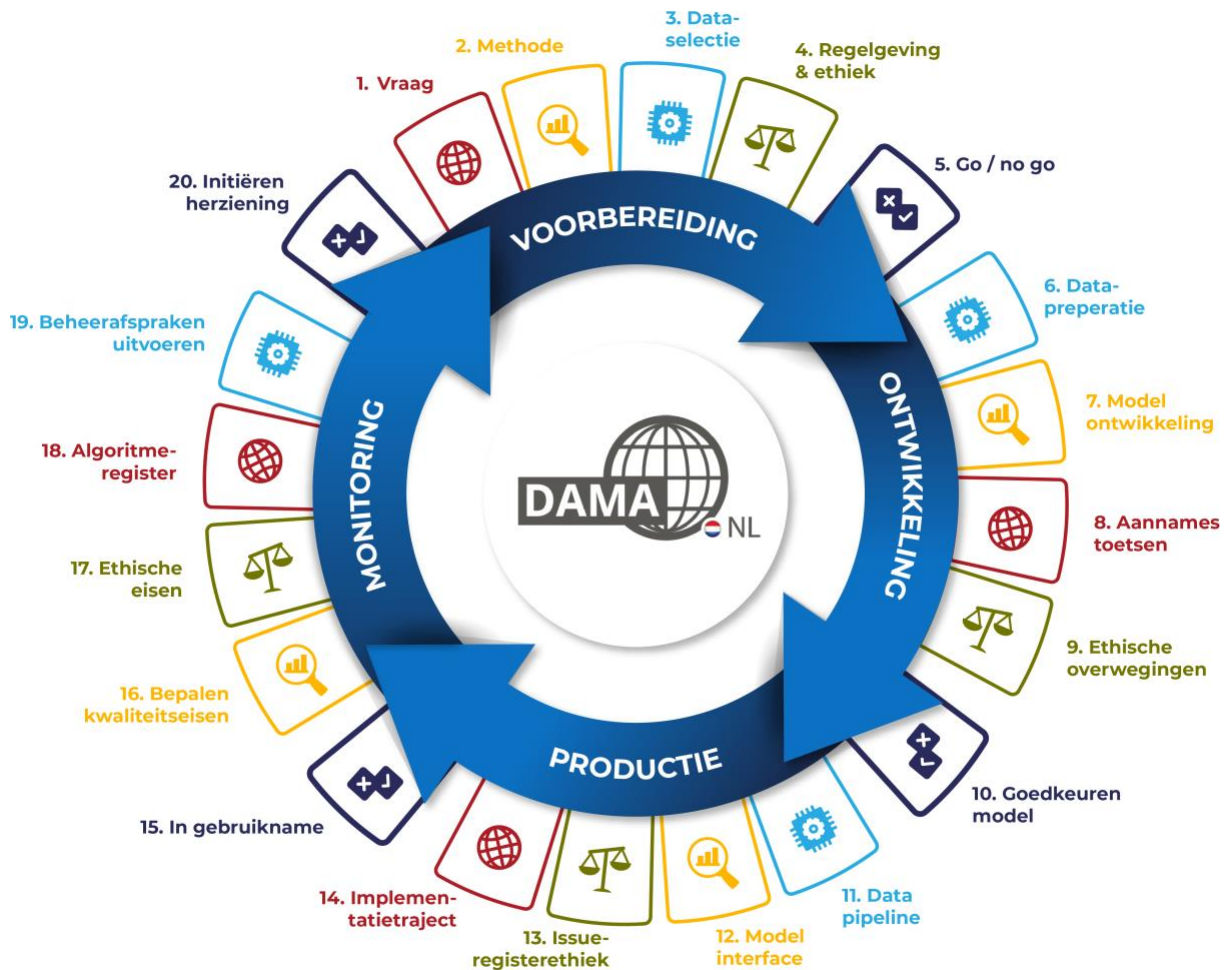 1. Vraag
2. Methode
3. Data-
selectie
4. Regelgeving
& ethiek
5. Go / no go
6. Data-
preperatie
7. Model
ontwikkeling
8. Aannames
toetsen
9. Ethische
overwegingen
10. Goedkeuren
model
11. Data
pipeline
12. Model
interface
13. Issue-
registerethiek
14. Implemen-
tatietraject
15. In gebruikname
16. Bepalen
kwaliteitseisen
17. Ethische
eisen
18. Algoritme-
register
19. Beheerafspraken
uitvoeren
20. Initiëren
herziening
VOORBEREIDING
ONTWIKKELING
PRODUCTIE
MONITORING
DAMA
NL